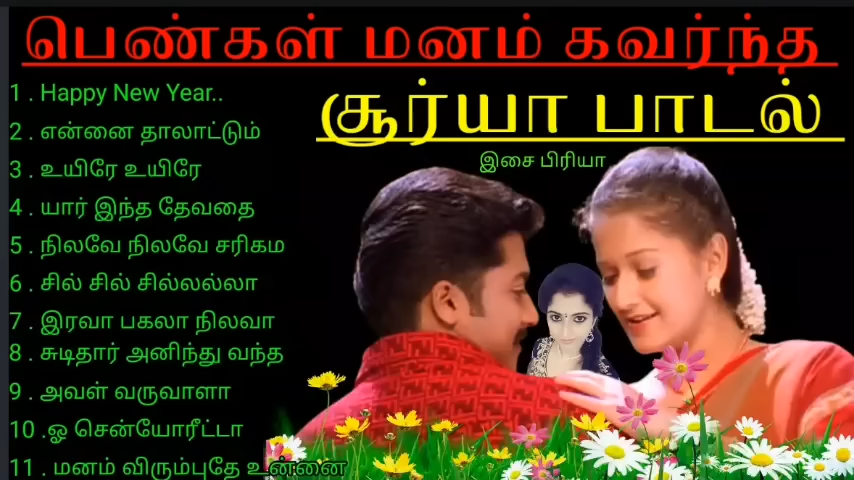 பெண்கள் மனம் கவர்ந்த
சூர்யா பாடல்
இசை பிரியா
1 . Happy New Year..
2 . என்னை தாலாட்டும்
3 . உயிரே உயிரே
4 . யார் இந்த தேவதை
5 . நிலவே நிலவே சரிகம
6 . சில் சில் சில்லல்லா
7 . இரவா பகலா நிலவா
8 . சுடிதார் அனிந்து வந்த
9 . அவள் வருவாளா
10 .ஓ சென்யோரீட்டா
11 . மனம் விரும்புதே உன்னை